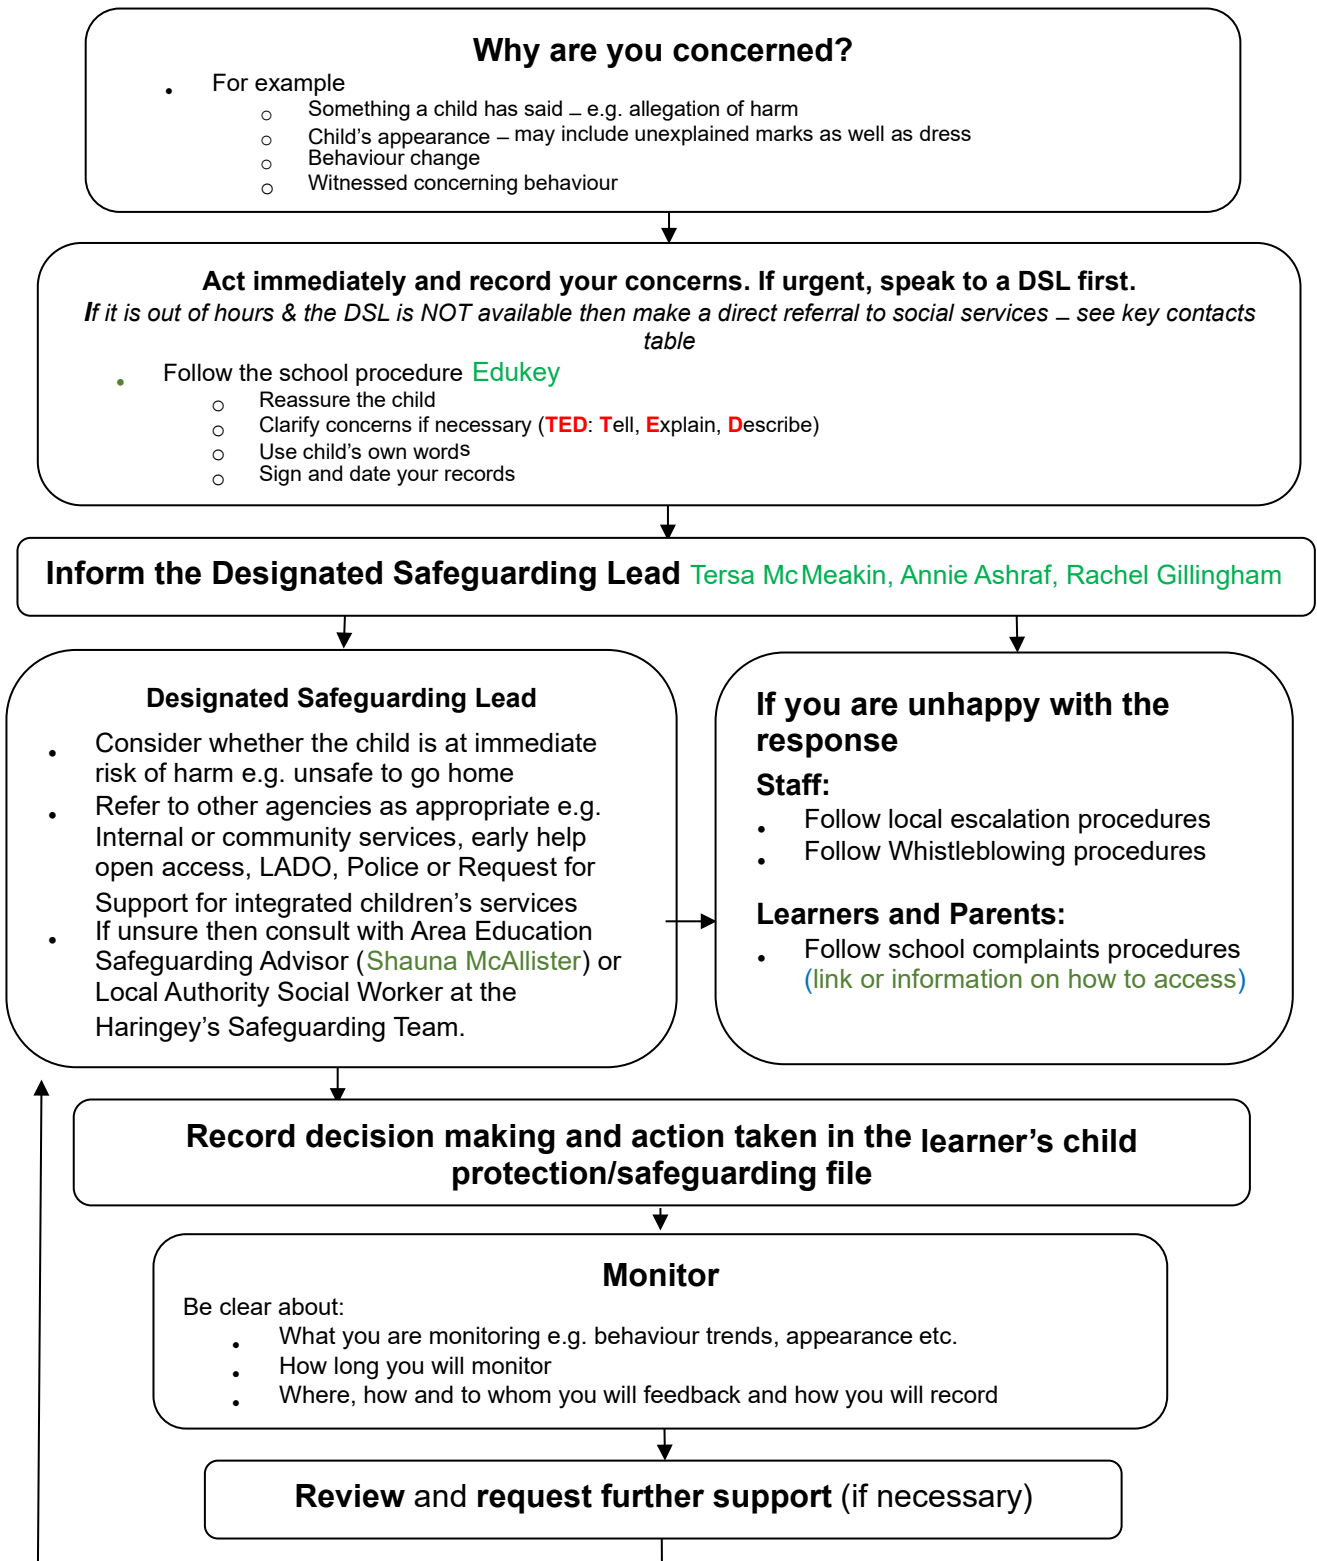 Why are you concerned?
• For example
○ Something a child has said – e.g. allegation of harm
○ Child's appearance – may include unexplained marks as well as dress
○ Behaviour change
○ Witnessed concerning behaviour
Act immediately and record your concerns. If urgent, speak to a DSL first.
If it is out of hours & the DSL is NOT available then make a direct referral to social services – see key contacts
table
• Follow the school procedure Edukey
○ Reassure the child
○ Clarify concerns if necessary (TED: Tell, Explain, Describe)
○ Use child's own words
○ Sign and date your records
Inform the Designated Safeguarding Lead Tersa McMeakin, Annie Ashraf, Rachel Gillingham
Designated Safeguarding Lead
• Consider whether the child is at immediate
risk of harm e.g. unsafe to go home
• Refer to other agencies as appropriate e.g.
Internal or community services, early help
open access, LADO, Police or Request for
Support for integrated children's services
• If unsure then consult with Area Education
Safeguarding Advisor (Shauna McAllister) or
Local Authority Social Worker at the
Haringey's Safeguarding Team.
If you are unhappy with the
response
Staff:
• Follow local escalation procedures
• Follow Whistleblowing procedures
Learners and Parents:
• Follow school complaints procedures
(link or information on how to access)
Record decision making and action taken in the learner's child
protection/safeguarding file
Monitor
Be clear about:
• What you are monitoring e.g. behaviour trends, appearance etc.
• How long you will monitor
• Where, how and to whom you will feedback and how you will record
Review and request further support (if necessary)